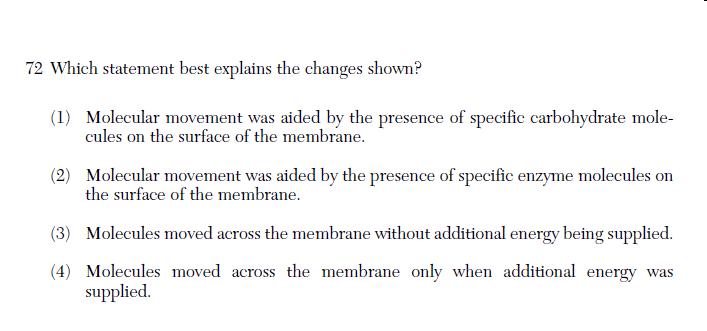 72 Which statement best explains the changes shown?
(1) Molecular movement was aided by the presence of specific carbohydrate mole-
cules on the surface of the membrane.
(2) Molecular movement was aided by the presence of specific enzyme molecules on
the surface of the membrane.
(3) Molecules moved across the membrane without additional energy being supplied.
(4) Molecules moved across the membrane only when additional energy was
supplied.